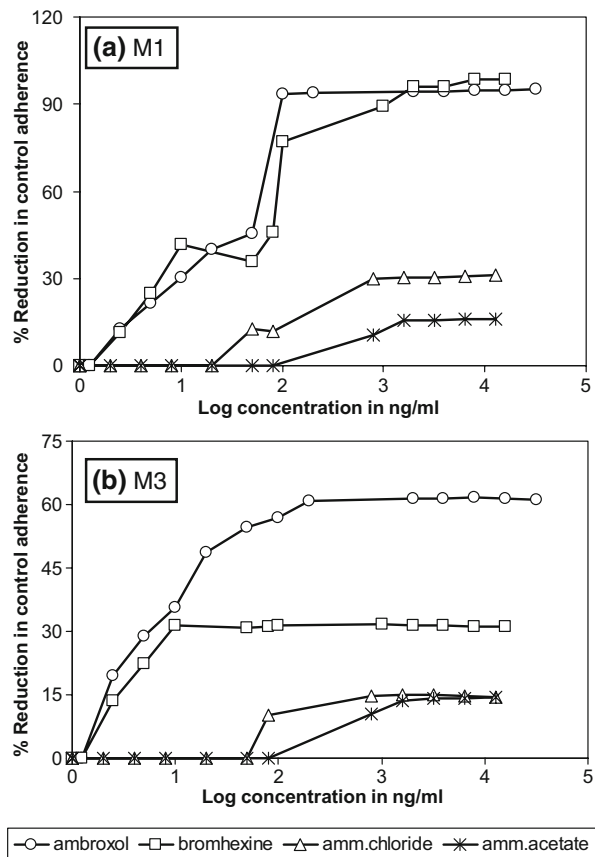 (a) M1
% Reduction in control adherence
120
90
60
30
0
0 1 2 3 4 5
Log concentration in ng/ml
(b) M3
% Reduction in control adherence
75
60
45
30
15
0
0 1 2 3 4 5
Log concentration in ng/ml
ambroxol bromhexine amm.chloride amm.acetate